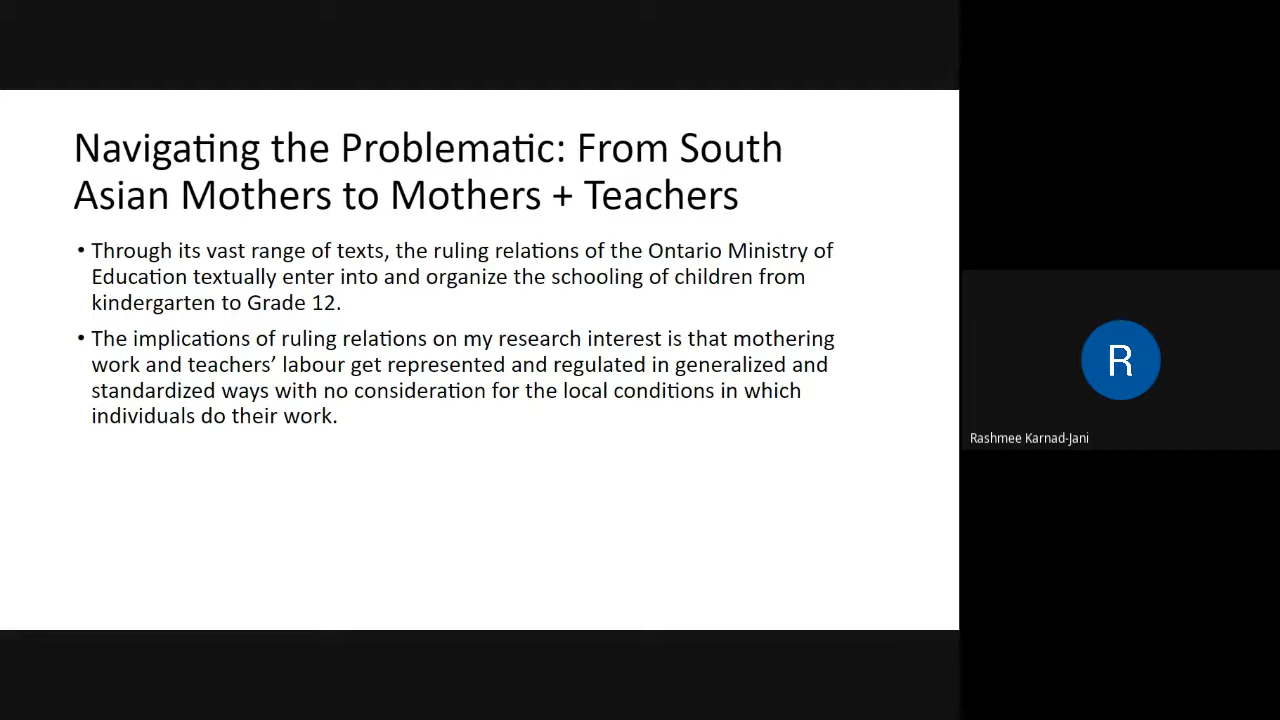 Navigating the Problematic: From South
Asian Mothers to Mothers + Teachers
• Through its vast range of texts, the ruling relations of the Ontario Ministry of
Education textually enter into and organize the schooling of children from
kindergarten to Grade 12.
• The implications of ruling relations on my research interest is that mothering
work and teachers’ labour get represented and regulated in generalized and
standardized ways with no consideration for the local conditions in which
individuals do their work.
R
Rashmee Karnad-Jani